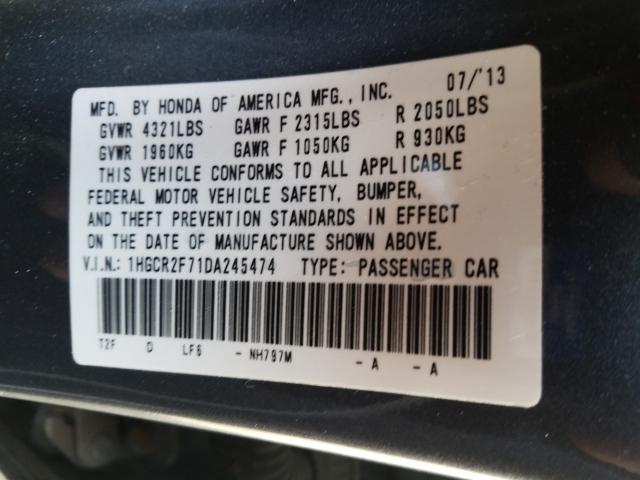 MFD. BY HONDA OF AMERICA MFG., INC. 07/'13
GVWR 4321LBS GAWR F 2315LBS R 2050LBS
GVWR 1960KG GAWR F 1050KG R 930KG
THIS VEHICLE CONFORMS TO ALL APPLICABLE
FEDERAL MOTOR VEHICLE SAFETY, BUMPER,
AND THEFT PREVENTION STANDARDS IN EFFECT
ON THE DATE OF MANUFACTURE SHOWN ABOVE.
V.I.N.: 1HGCR2F71DA245474 TYPE: PASSENGER CAR
T2F D LF6 - NH797M - A - A